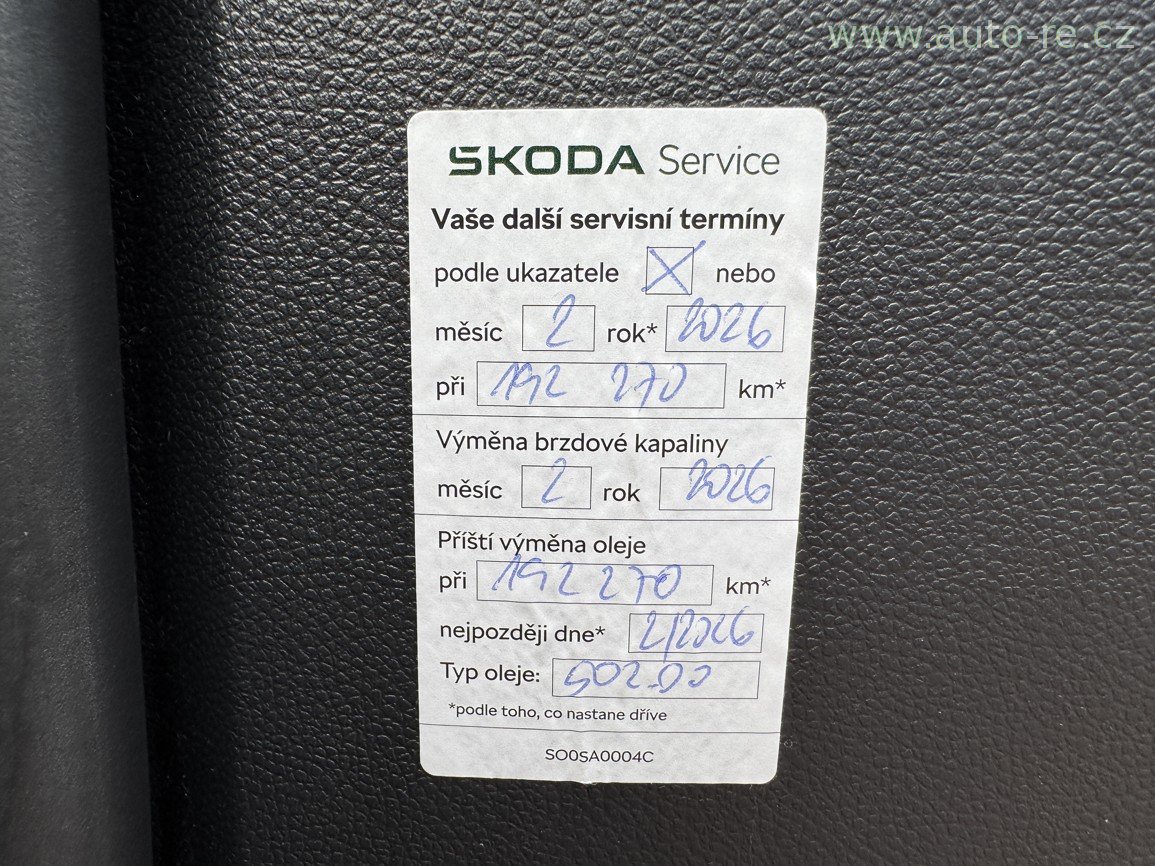 www.auto-re.cz
ŠKODA Service
Vaše další servisní termíny
podle ukazatele X nebo
měsíc 2 rok* 2026
při 192 270 km*
Výměna brzdové kapaliny
měsíc 2 rok 2026
Příští výměna oleje
při 192 270 km*
nejpozději dne* 2/2026
Typ oleje: 502.00
*podle toho, co nastane dříve
SO0SA0004C